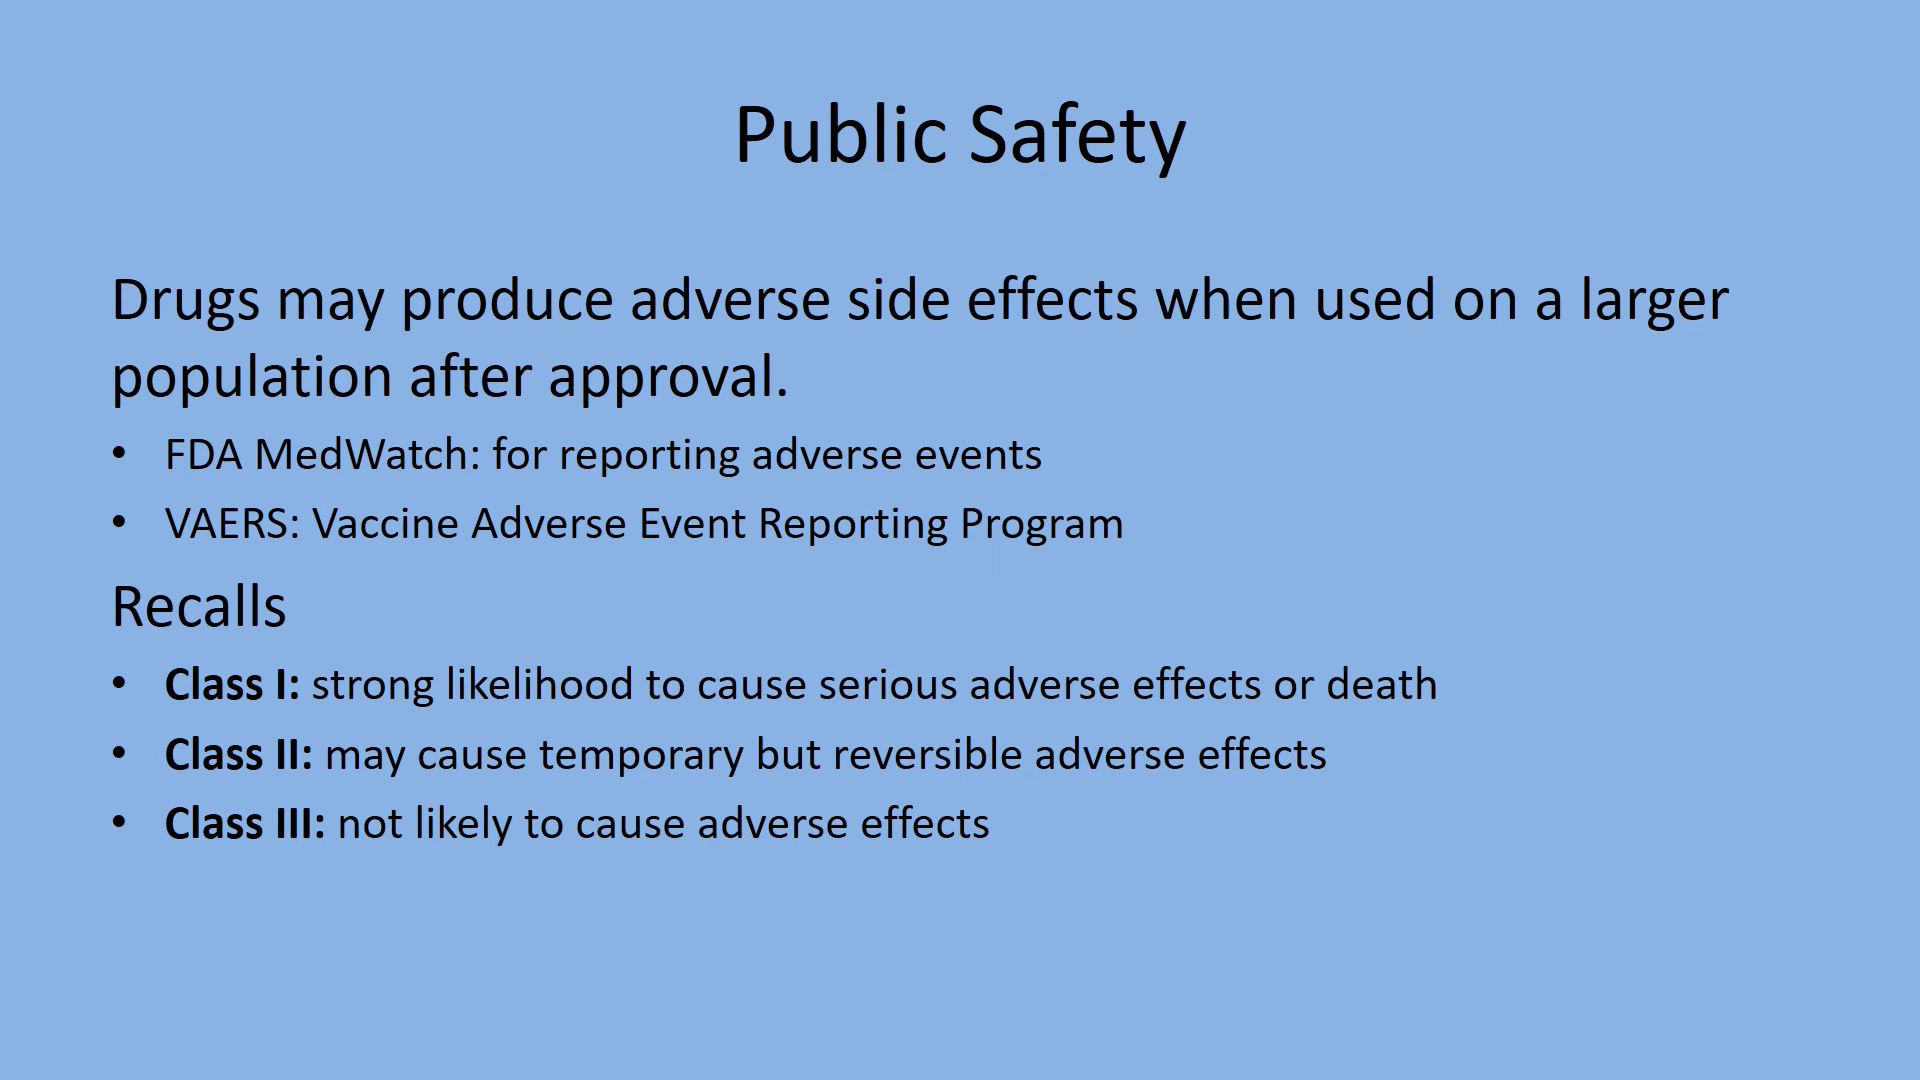 Public Safety
Drugs may produce adverse side effects when used on a larger
population after approval.
• FDA MedWatch: for reporting adverse events
• VAERS: Vaccine Adverse Event Reporting Program
Recalls
• Class I: strong likelihood to cause serious adverse effects or death
• Class II: may cause temporary but reversible adverse effects
• Class III: not likely to cause adverse effects